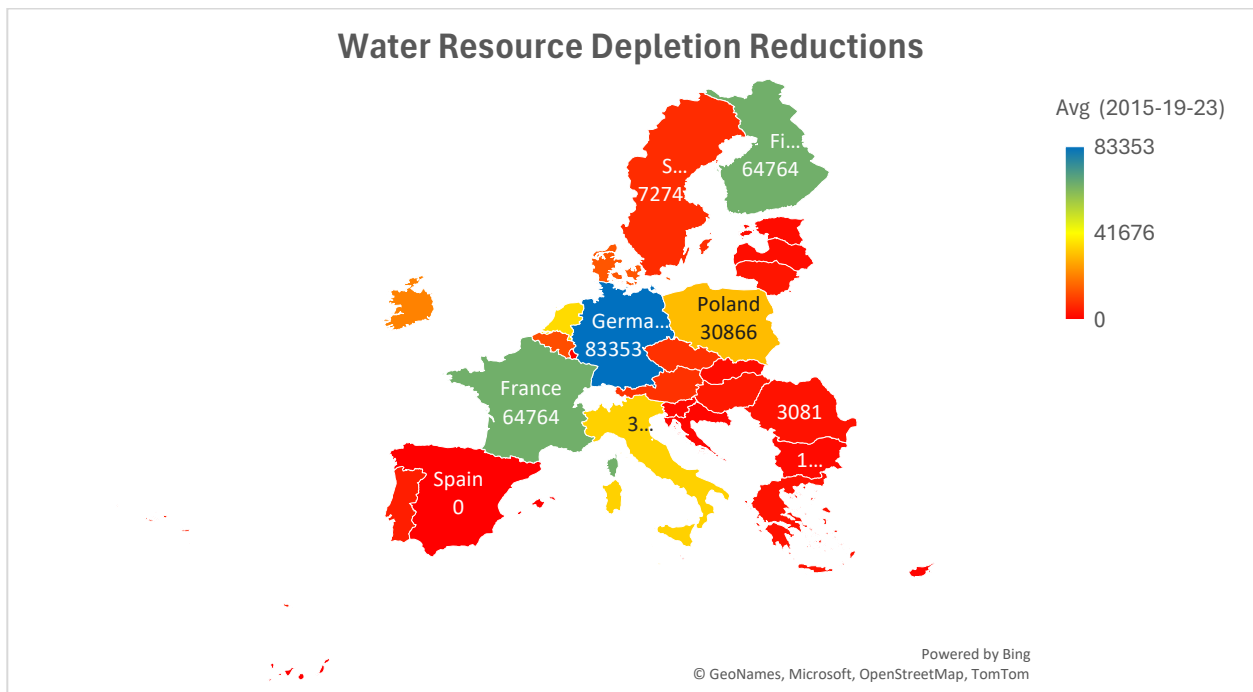 Water Resource Depletion Reductions
Avg (2015-19-23)
83353
41676
0
Fi...
64764
S...
7274
Poland
30866
Germa...
83353
France
64764
3...
3081
1...
Spain
0
Powered by Bing
© GeoNames, Microsoft, OpenStreetMap, TomTom